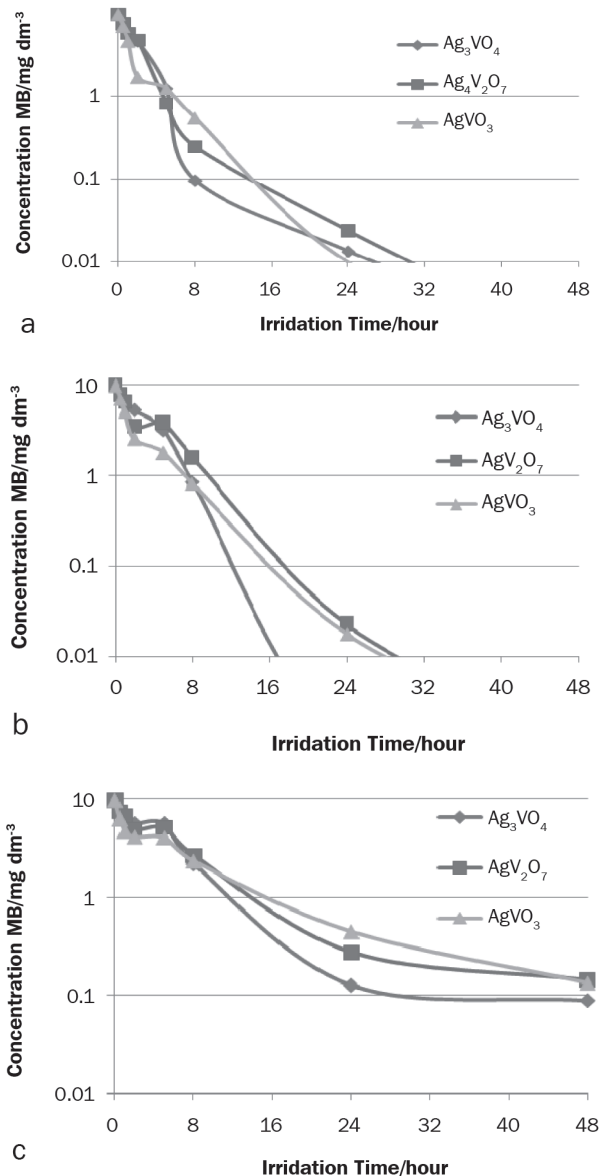 Concentration MB/mg dm⁻³
Ag₃VO₄
Ag₄V₂O₇
AgVO₃
1
0.1
0.01
0 8 16 24 32 40 48
Irridation Time/hour
a
Concentration MB/mg dm⁻³
10
Ag₃VO₄
AgV₂O₇
1
AgVO₃
0.1
0.01
0 8 16 24 32 40 48
Irridation Time/hour
b
Concentration MB/mg dm⁻³
10
Ag₃VO₄
AgV₂O₇
1
AgVO₃
0.1
0.01
0 8 16 24 32 40 48
Irridation Time/hour
c